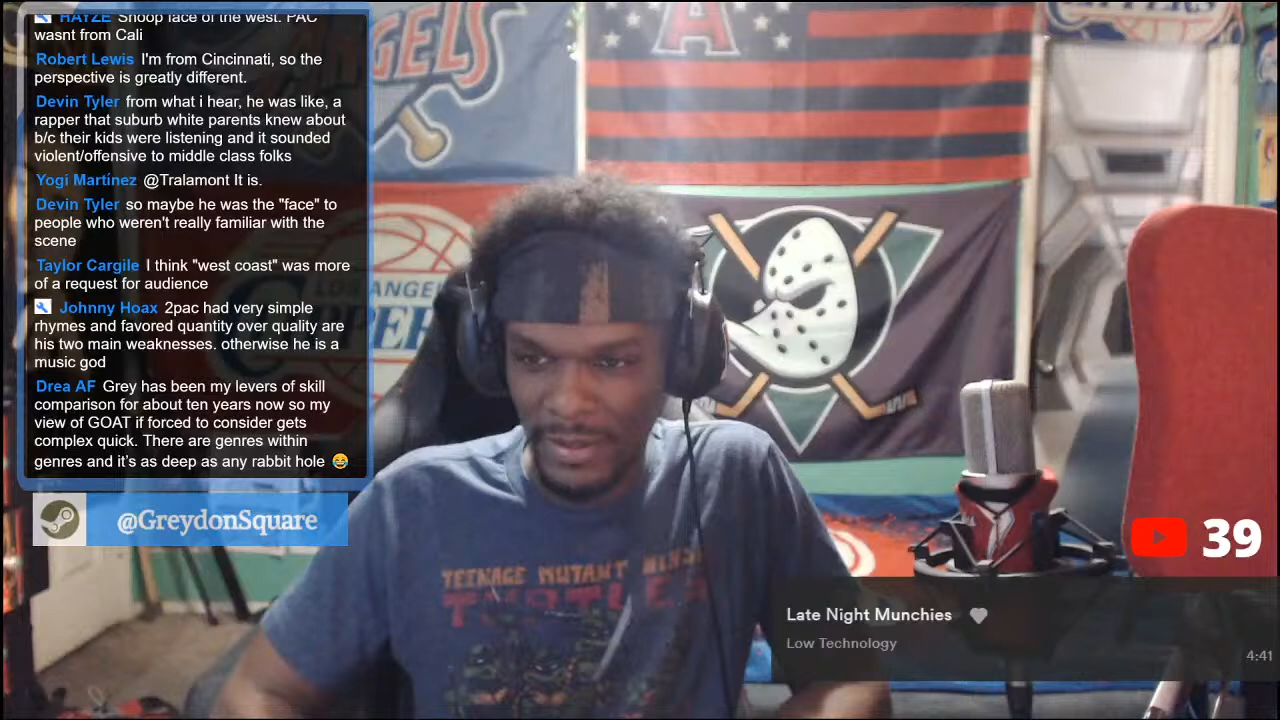 HAYZE Snoop face of the west. PAC
wasnt from Cali
Robert Lewis I'm from Cincinnati, so the
perspective is greatly different.
Devin Tyler from what i hear, he was like, a
rapper that suburb white parents knew about
b/c their kids were listening and it sounded
violent/offensive to middle class folks
Yogi Martínez @Tralamont It is.
Devin Tyler so maybe he was the "face" to
people who weren't really familiar with the
scene
Taylor Cargile I think "west coast" was more
of a request for audience
Johnny Hoax 2pac had very simple
rhymes and favored quantity over quality are
his two main weaknesses. otherwise he is a
music god
Drea AF Grey has been my levers of skill
comparison for about ten years now so my
view of GOAT if forced to consider gets
complex quick. There are genres within
genres and it's as deep as any rabbit hole 😂
@GreydonSquare
NGELS
A
LOS ANGEL
PPER
TEENAGE MUTANT NINJA
TURTLES
39
Late Night Munchies
Low Technology
4:41